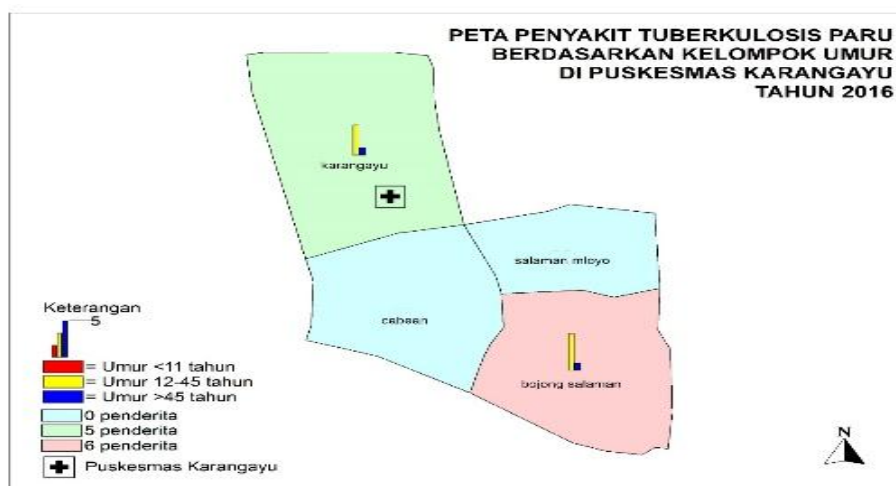 PETA PENYAKIT TUBERKULOSIS PARU
BERDASARKAN KELOMPOK UMUR
DI PUSKESMAS KARANGAYU
TAHUN 2016
karangayu
salaman mloyo
cabean
bojong salaman
Keterangan
5
= Umur <11 tahun
= Umur 12-45 tahun
= Umur >45 tahun
0 penderita
5 penderita
6 penderita
Puskesmas Karangayu
N